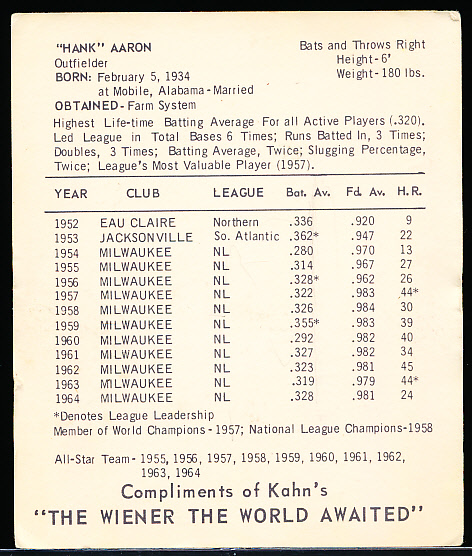 "HANK" AARON Bats and Throws Right
Outfielder Height-6'
BORN: February 5, 1934 Weight-180 lbs.
at Mobile, Alabama-Married
OBTAINED-Farm System
Highest Life-time Batting Average For all Active Players (.320).
Led League in Total Bases 6 Times; Runs Batted In, 3 Times;
Doubles, 3 Times; Batting Average, Twice; Slugging Percentage,
Twice; League's Most Valuable Player (1957).
YEAR CLUB LEAGUE Bat. Av. Fd. Av. H.R.
1952 EAU CLAIRE Northern .336 .920 9
1953 JACKSONVILLE So. Atlantic .362* .947 22
1954 MILWAUKEE NL .280 .970 13
1955 MILWAUKEE NL .314 .967 27
1956 MILWAUKEE NL .328* .962 26
1957 MILWAUKEE NL .322 .983 44*
1958 MILWAUKEE NL .326 .984 30
1959 MILWAUKEE NL .355* .983 39
1960 MILWAUKEE NL .292 .982 40
1961 MILWAUKEE NL .327 .982 34
1962 MILWAUKEE NL .323 .981 45
1963 MILWAUKEE NL .319 .979 44*
1964 MILWAUKEE NL .328 .981 24
*Denotes League Leadership
Member of World Champions-1957; National League Champions-1958
All-Star Team-1955, 1956, 1957, 1958, 1959, 1960, 1961, 1962,
1963, 1964
Compliments of Kahn's
"THE WIENER THE WORLD AWAITED"